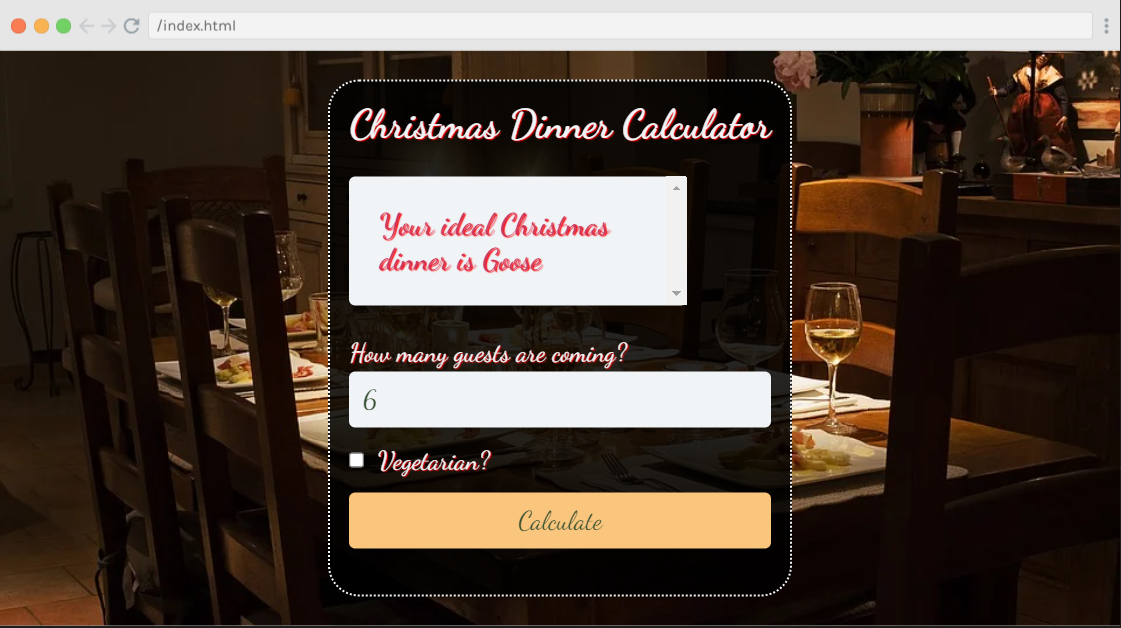 /index.html
Christmas Dinner Calculator
Your ideal Christmas
dinner is Goose
How many guests are coming?
6
Vegetarian?
Calculate